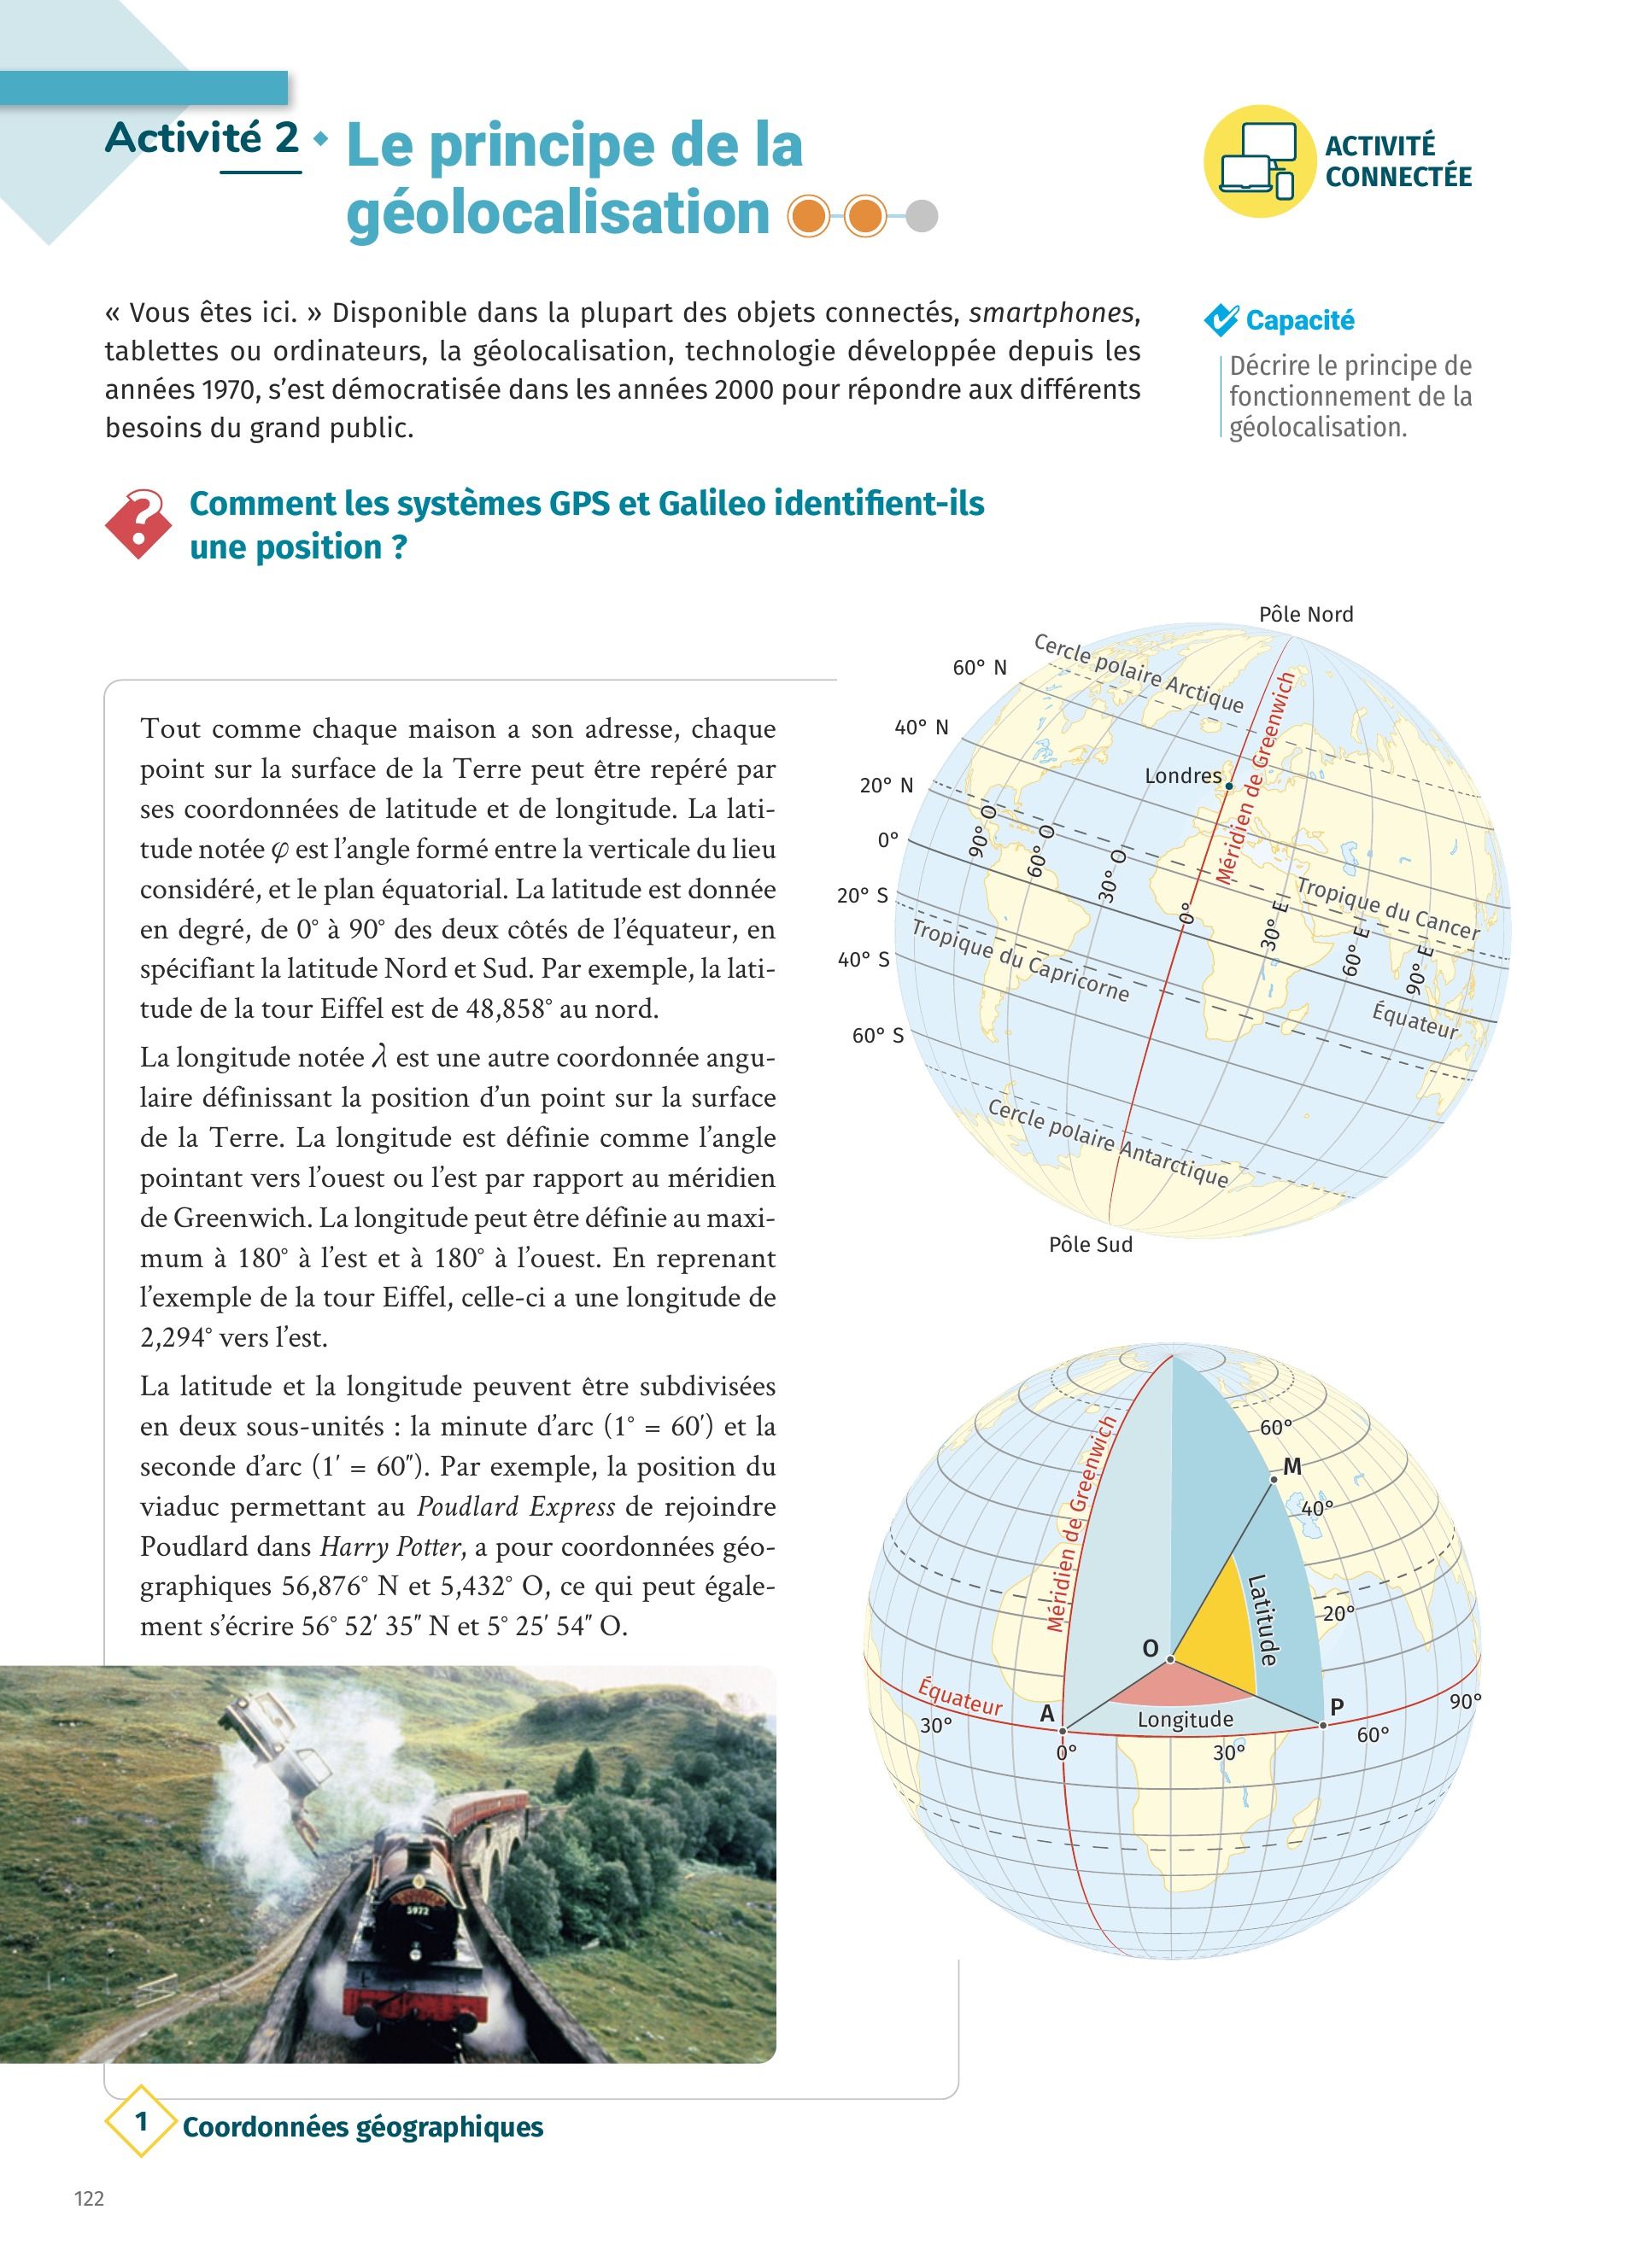 Activité 2
Le principe de la
géolocalisation
ACTIVITÉ
CONNECTÉE
« Vous êtes ici. » Disponible dans la plupart des objets connectés, smartphones,
tablettes ou ordinateurs, la géolocalisation, technologie développée depuis les
années 1970, s’est démocratisée dans les années 2000 pour répondre aux différents
besoins du grand public.
Capacité
Décrire le principe de
fonctionnement de la
géolocalisation.
?
Comment les systèmes GPS et Galileo identifient-ils
une position ?
Tout comme chaque maison a son adresse, chaque
point sur la surface de la Terre peut être repéré par
ses coordonnées de latitude et de longitude. La lati-
tude notée φ est l’angle formé entre la verticale du lieu
considéré, et le plan équatorial. La latitude est donnée
en degré, de 0° à 90° des deux côtés de l’équateur, en
spécifiant la latitude Nord et Sud. Par exemple, la lati-
tude de la tour Eiffel est de 48,858° au nord.
La longitude notée λ est une autre coordonnée angu-
laire définissant la position d’un point sur la surface
de la Terre. La longitude est définie comme l’angle
pointant vers l’ouest ou l’est par rapport au méridien
de Greenwich. La longitude peut être définie au maxi-
mum à 180° à l’est et à 180° à l’ouest. En reprenant
l’exemple de la tour Eiffel, celle-ci a une longitude de
2,294° vers l’est.
La latitude et la longitude peuvent être subdivisées
en deux sous-unités : la minute d’arc (1° = 60′) et la
seconde d’arc (1′ = 60″). Par exemple, la position du
viaduc permettant au Poudlard Express de rejoindre
Poudlard dans Harry Potter, a pour coordonnées géo-
graphiques 56,876° N et 5,432° O, ce qui peut égale-
ment s’écrire 56° 52′ 35″ N et 5° 25′ 54″ O.
Pôle Nord
Cercle polaire Arctique
60° N
40° N
20° N
0°
20° S
40° S
60° S
Londres
Méridien de Greenwich
90° O
60° O
30° O
0°
30° E
60° E
90° E
Tropique du Cancer
Tropique du Capricorne
Équateur
Cercle polaire Antarctique
Pôle Sud
Méridien de Greenwich
60°
M
40°
Latitude
20°
O
Équateur
A
Longitude
P
90°
30°
0°
30°
60°
5972
1
Coordonnées géographiques
122